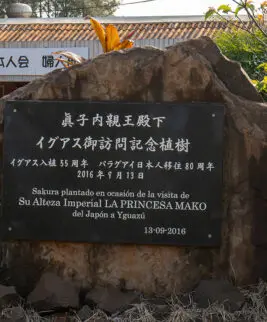 本人会 婦
眞子内親王殿下
イグアス御訪問記念植樹
イグアス入植55周年 パラグアイ日本人移住80周年
2016年9月13日
Sakura plantado en ocasión de la visita de
Su Alteza Imperial LA PRINCESA MAKO
del Japón a Yguazú
13-09-2016